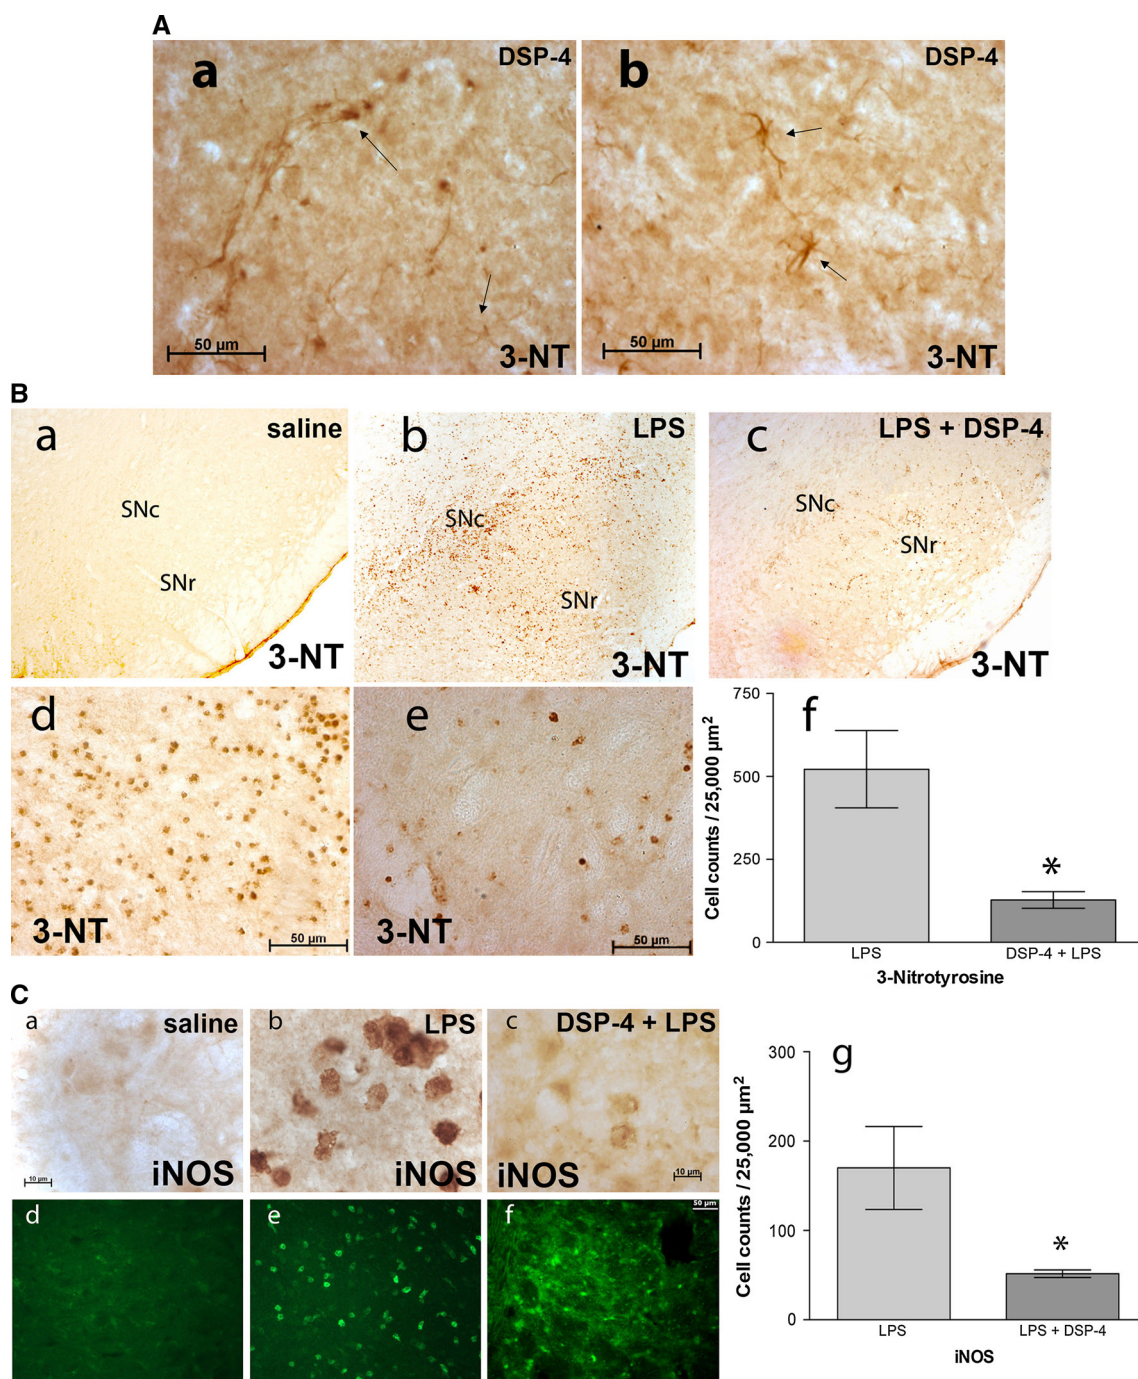 A
a
DSP-4
50 µm
3-NT
b
DSP-4
50 µm
3-NT
B
a
saline
SNc
SNr
3-NT
b
LPS
SNc
SNr
3-NT
c
LPS + DSP-4
SNc
SNr
3-NT
d
3-NT
50 µm
e
3-NT
50 µm
f
Cell counts / 25,000 µm²
750
500
250
0
*
LPS
DSP-4 + LPS
3-Nitrotyrosine
C
a
saline
10 µm
iNOS
b
LPS
iNOS
c
DSP-4 + LPS
iNOS
10 µm
d
e
f
50 µm
g
Cell counts / 25,000 µm²
300
200
100
0
*
LPS
LPS + DSP-4
iNOS